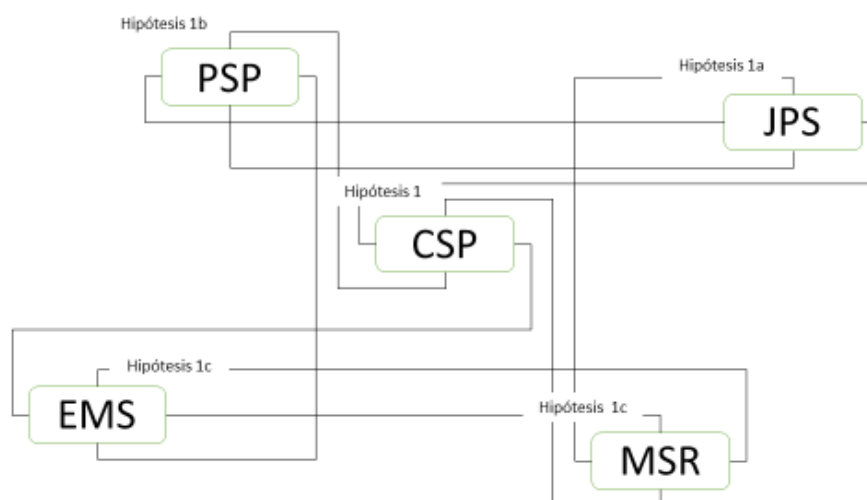 Hipótesis 1b
PSP
Hipótesis 1a
JPS
Hipótesis 1
CSP
Hipótesis 1c
EMS
Hipótesis 1c
MSR